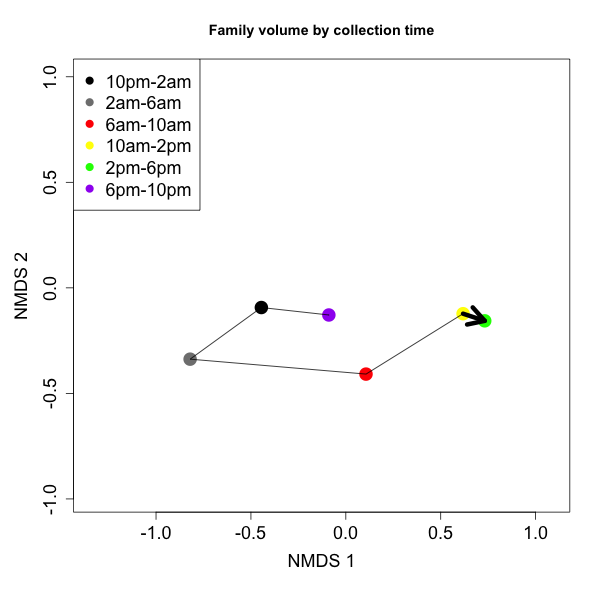 Family volume by collection time
10pm-2am
2am-6am
6am-10am
10am-2pm
2pm-6pm
6pm-10pm
1.0
0.5
0.0
-0.5
-1.0
NMDS 2
-1.0 -0.5 0.0 0.5 1.0
NMDS 1